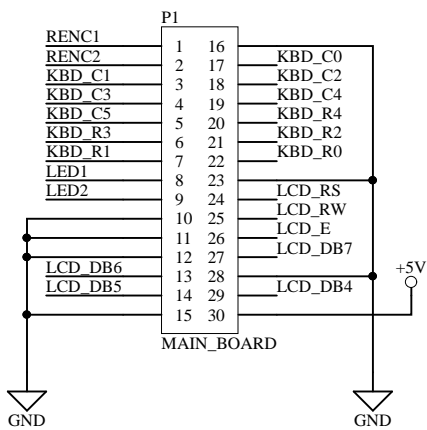 P1
RENC1 1 16
RENC2 2 17 KBD_C0
KBD_C1 3 18 KBD_C2
KBD_C3 4 19 KBD_C4
KBD_C5 5 20 KBD_R4
KBD_R3 6 21 KBD_R2
KBD_R1 7 22 KBD_R0
LED1 8 23
LED2 9 24 LCD_RS
10 25 LCD_RW
11 26 LCD_E
12 27 LCD_DB7
LCD_DB6 13 28
LCD_DB5 14 29 LCD_DB4
15 30
+5V
MAIN_BOARD
GND
GND